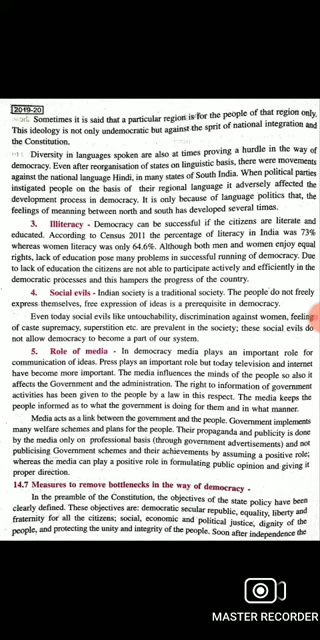 2019-20
Sometimes it is said that a particular region is for the people of that region only.
This ideology is not only undemocratic but against the sprit of national integration and
the Constitution.
Diversity in languages spoken are also at times proving a hurdle in the way of
democracy. Even after reorganisation of states on linguistic basis, there were movements
against the national language Hindi, in many states of South India. When political parties
instigated people on the basis of their regional language it adversely affected the
development process in democracy. It is only because of language politics that, the
feelings of meanning between north and south has developed several times.
3. Illiteracy - Democracy can be successful if the citizens are literate and
educated. According to Census 2011 the percentage of literacy in India was 73%
whereas women literacy was only 64.6%. Although both men and women enjoy equal
rights, lack of education pose many problems in successful running of democracy. Due
to lack of education the citizens are not able to participate actively and efficiently in the
democratic processes and this hampers the progress of the country.
4. Social evils - Indian society is a traditional society. The people do not freely
express themselves, free expression of ideas is a prerequisite in democracy.
Even today social evils like untouchability, discrimination against women, feeling
of caste supremacy, superstition etc. are prevalent in the society; these social evils do
not allow democracy to become a part of our system.
5. Role of media - In democracy media plays an important role for
communication of ideas. Press plays an important role but today television and internet
have become more important. The media influences the minds of the people so also it
affects the Government and the administration. The right to information of government
activities has been given to the people by a law in this respect. The media keeps the
people informed as to what the government is doing for them and in what manner.
Media acts as a link between the government and the people. Government implements
many welfare schemes and plans for the people. Their propaganda and publicity is done
by the media only on professional basis (through government advertisements) and not
publicising Government schemes and their achievements by assuming a positive role;
whereas the media can play a positive role in formulating public opinion and giving it
proper direction.
14.7 Measures to remove bottlenecks in the way of democracy -
In the preamble of the Constitution, the objectives of the state policy have been
clearly defined. These objectives are: democratic secular republic, equality, liberty and
fraternity for all the citizens; social, economic and political justice, dignity of the
people, and protecting the unity and integrity of the people. Soon after independence the
MASTER RECORDER